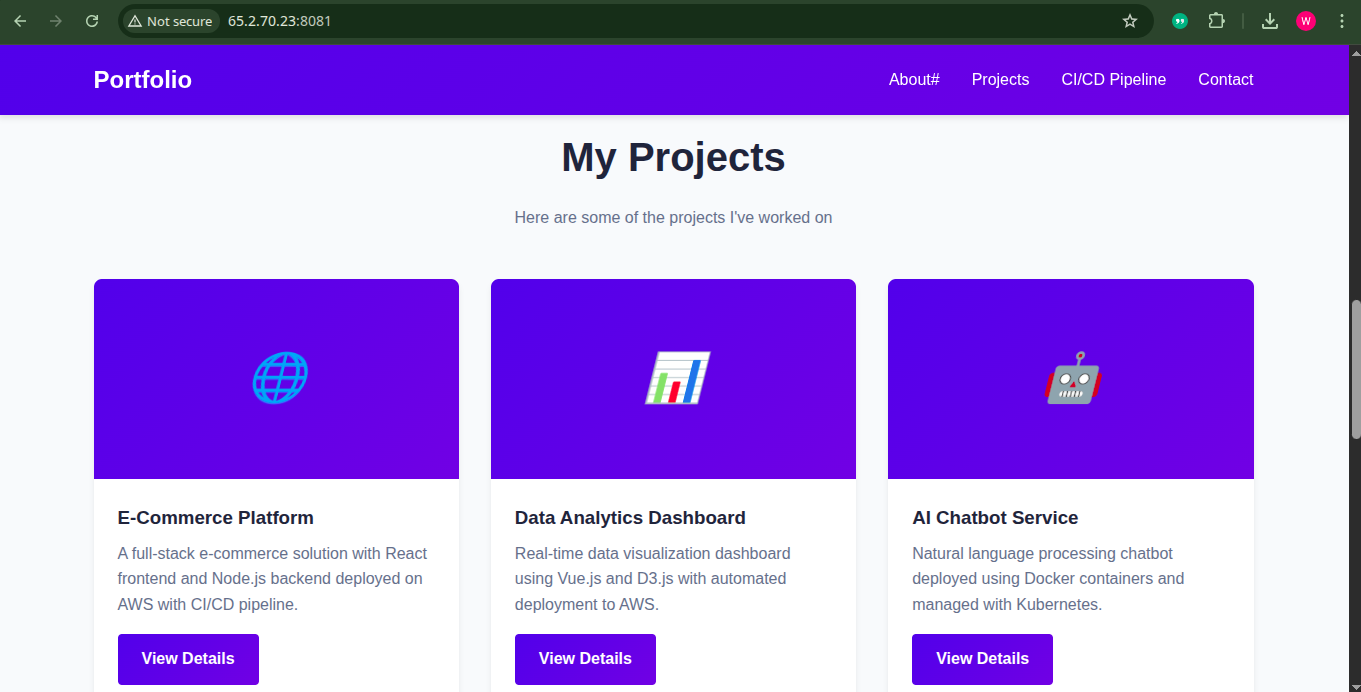 Not secure
65.2.70.23:8081
W
Portfolio
About#
Projects
CI/CD Pipeline
Contact
My Projects
Here are some of the projects I've worked on
E-Commerce Platform
A full-stack e-commerce solution with React
frontend and Node.js backend deployed on
AWS with CI/CD pipeline.
View Details
Data Analytics Dashboard
Real-time data visualization dashboard
using Vue.js and D3.js with automated
deployment to AWS.
View Details
AI Chatbot Service
Natural language processing chatbot
deployed using Docker containers and
managed with Kubernetes.
View Details